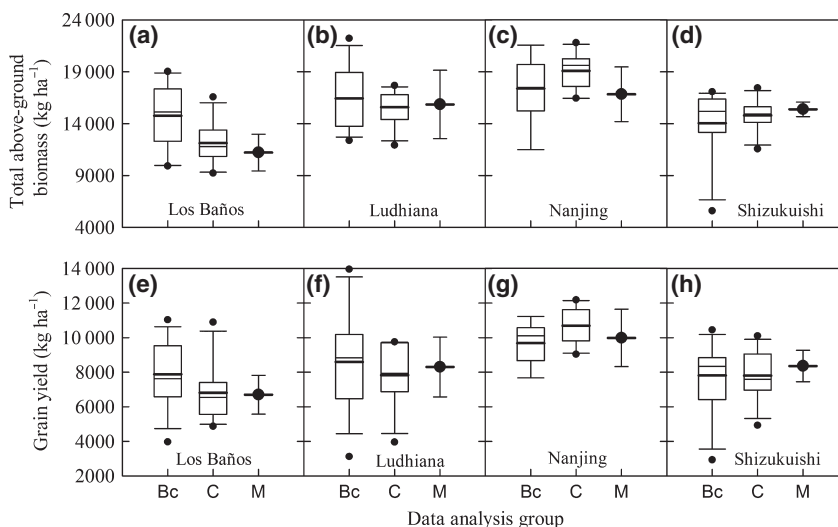 Total above-ground
biomass (kg ha⁻¹)
24 000
19 000
14 000
9000
4000
(a)
Los Baños
(b)
Ludhiana
(c)
Nanjing
(d)
Shizukuishi
Grain yield (kg ha⁻¹)
14 000
12 000
10 000
8000
6000
4000
2000
(e)
Los Baños
(f)
Ludhiana
(g)
Nanjing
(h)
Shizukuishi
Bc C M Bc C M Bc C M Bc C M
Data analysis group